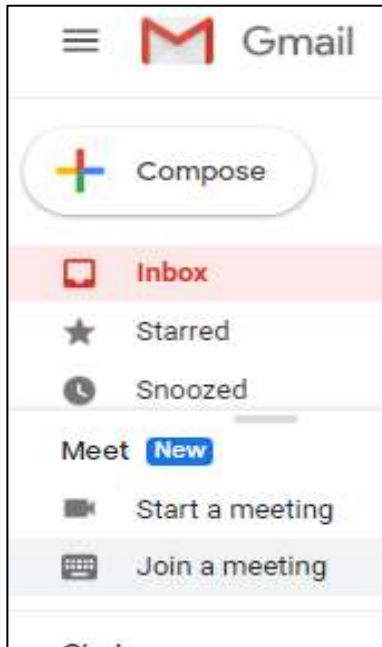 Gmail
Compose
Inbox
Starred
Snoozed
Meet New
Start a meeting
Join a meeting